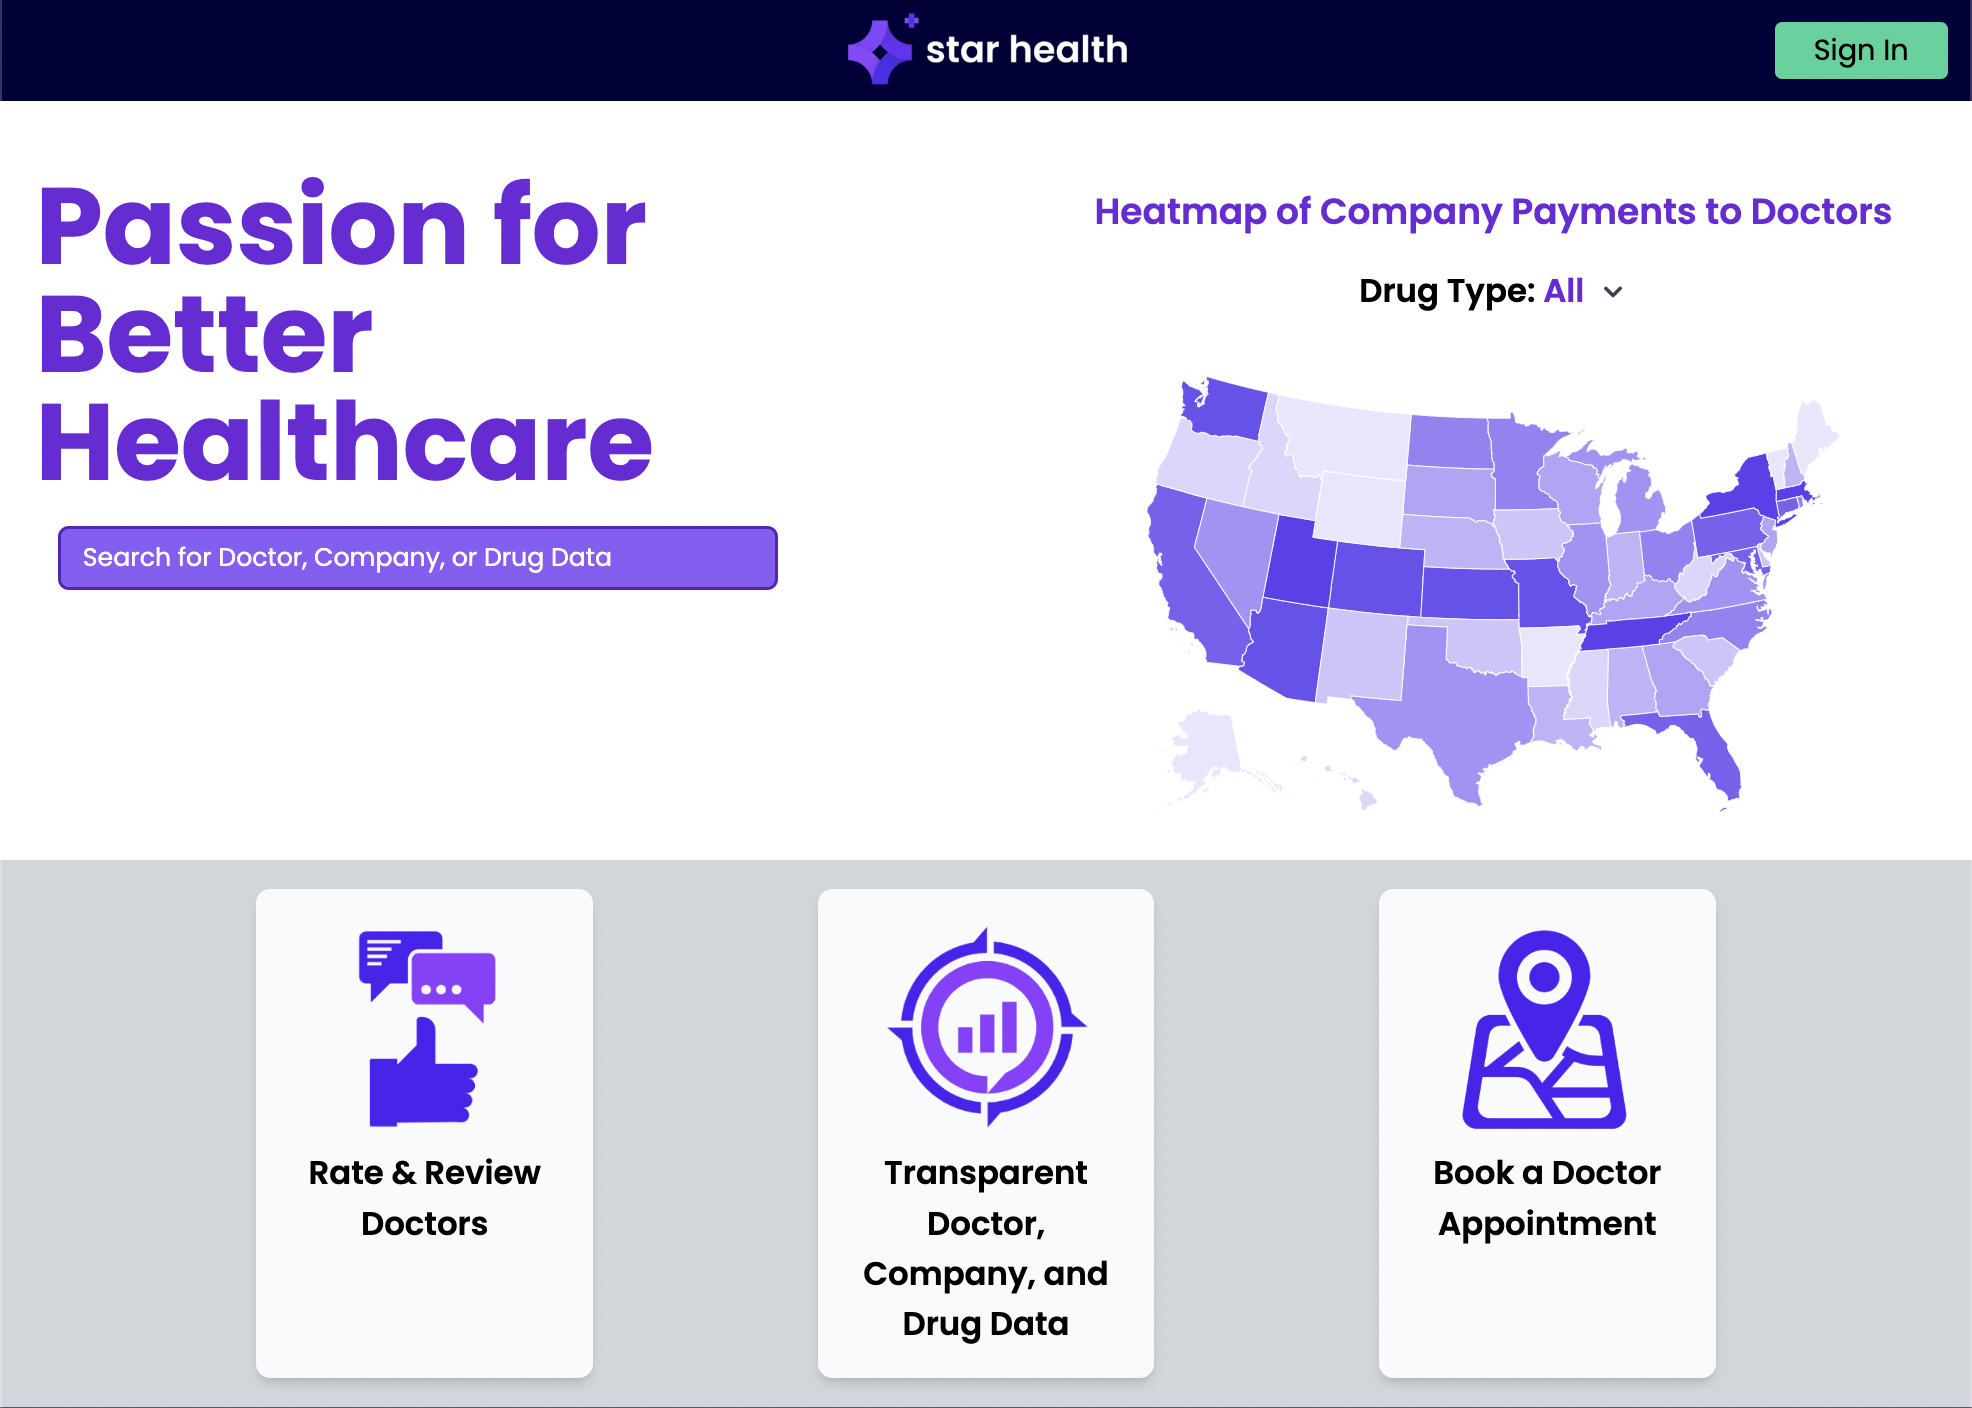 star health
Sign In
Passion for
Better
Healthcare
Search for Doctor, Company, or Drug Data
Heatmap of Company Payments to Doctors
Drug Type: All
Rate & Review
Doctors
Transparent
Doctor,
Company, and
Drug Data
Book a Doctor
Appointment